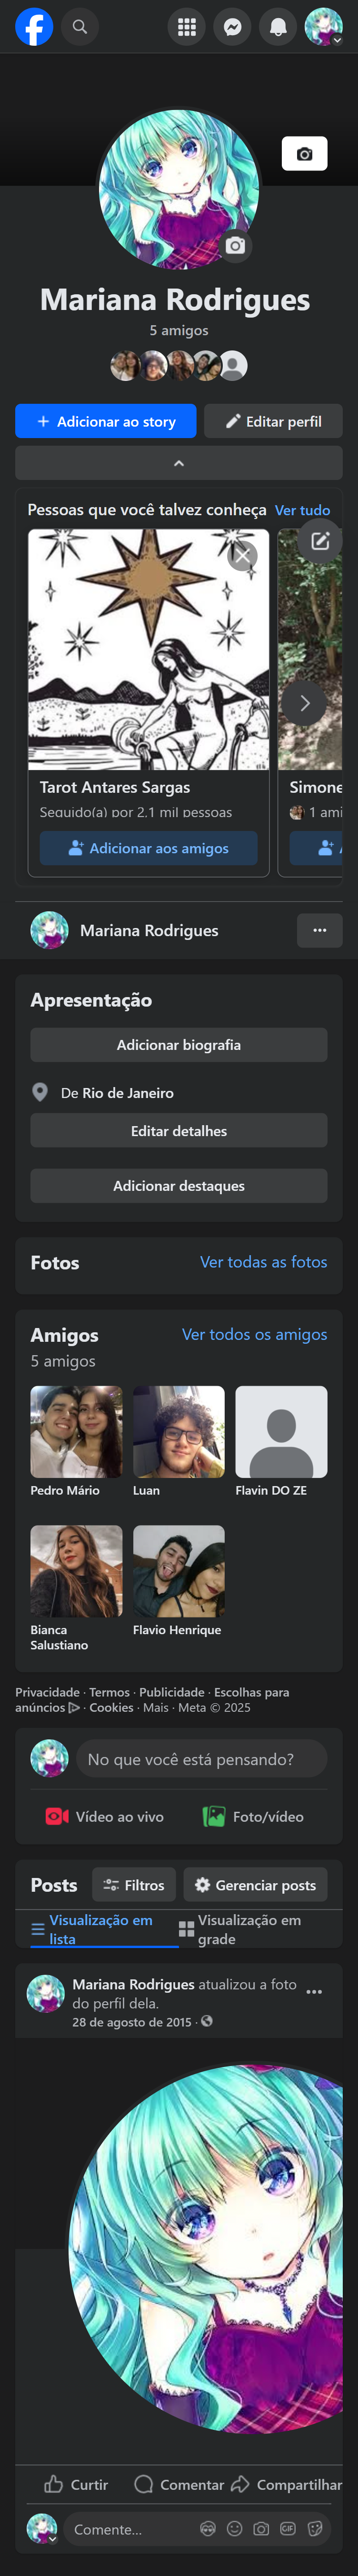 Mariana Rodrigues
5 amigos
Adicionar ao story
Editar perfil
Pessoas que você talvez conheça
Ver tudo
Tarot Antares Sargas
Seguido(a) por 2,1 mil pessoas
Adicionar aos amigos
Simone
1 ami
Mariana Rodrigues
Apresentação
Adicionar biografia
De Rio de Janeiro
Editar detalhes
Adicionar destaques
Fotos
Ver todas as fotos
Amigos
Ver todos os amigos
5 amigos
Pedro Mário
Luan
Flavin DO ZE
Bianca
Salustiano
Flavio Henrique
Privacidade · Termos · Publicidade · Escolhas para
anúncios · Cookies · Mais · Meta © 2025
No que você está pensando?
Vídeo ao vivo
Foto/vídeo
Posts
Filtros
Gerenciar posts
Visualização em
lista
Visualização em
grade
Mariana Rodrigues atualizou a foto
do perfil dela.
28 de agosto de 2015 ·
Curtir
Comentar
Compartilhar
Comente...
GIF